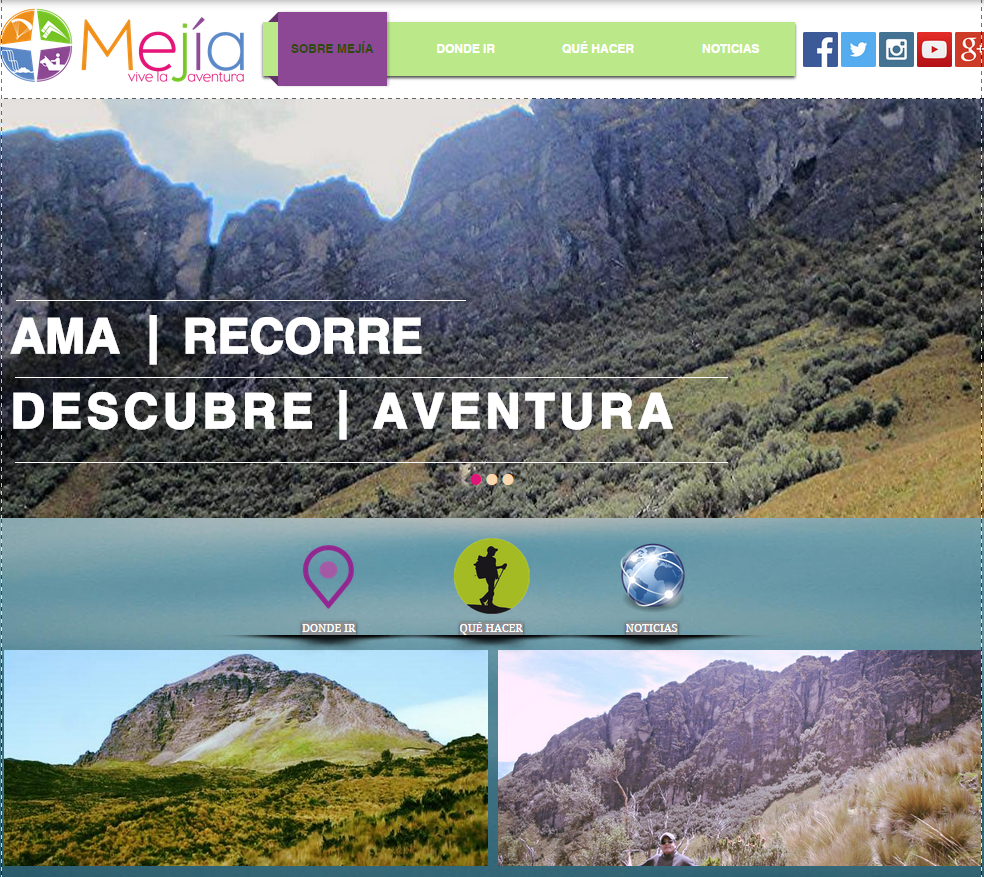 Mejía
vive la aventura
SOBRE MEJÍA
DONDE IR
QUÉ HACER
NOTICIAS
AMA | RECORRE
DESCUBRE | AVENTURA
DONDE IR
QUÉ HACER
NOTICIAS